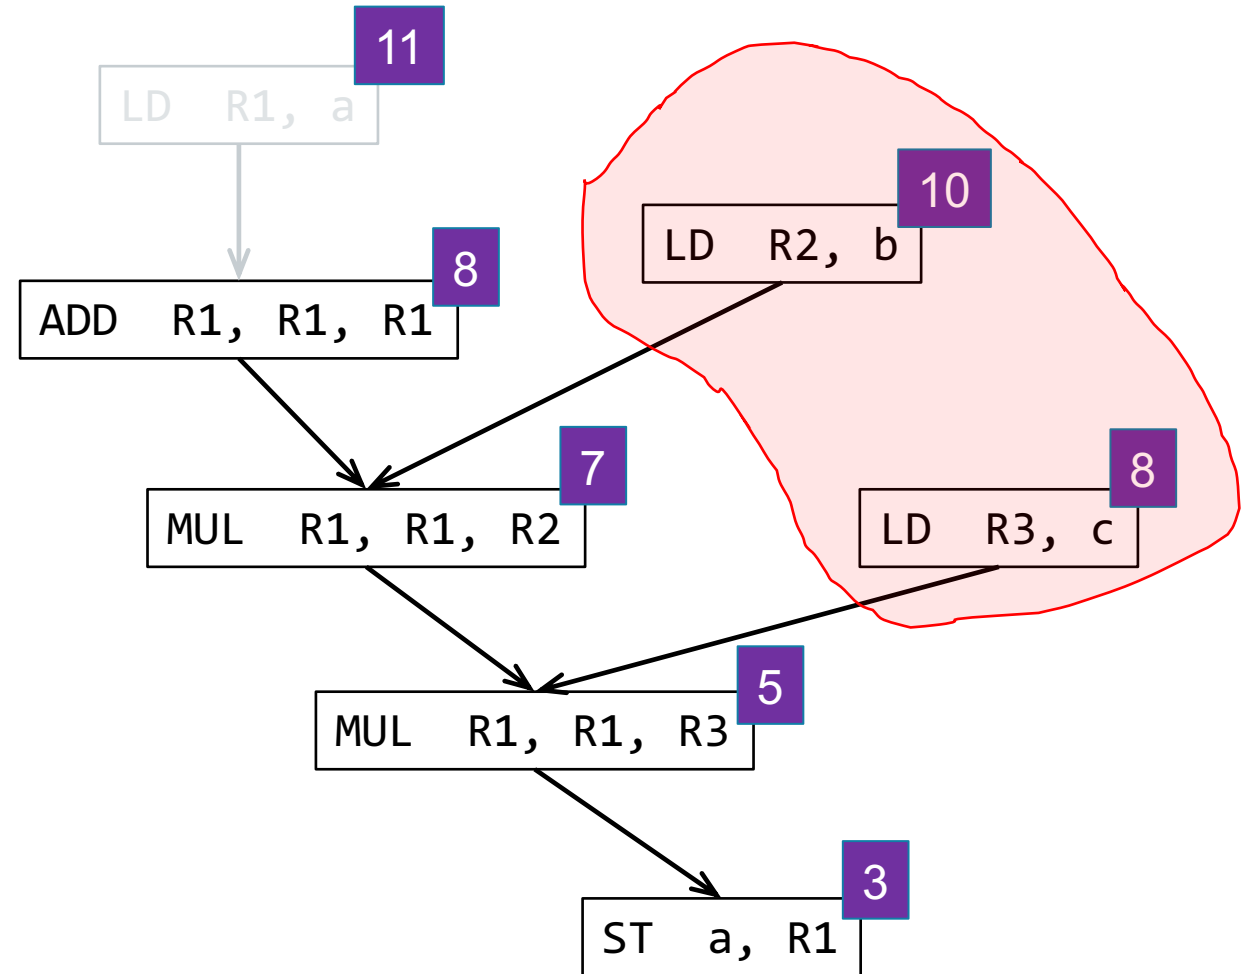 11
LD R1, a
10
LD R2, b
8
ADD R1, R1, R1
7
MUL R1, R1, R2
8
LD R3, c
5
MUL R1, R1, R3
3
ST a, R1